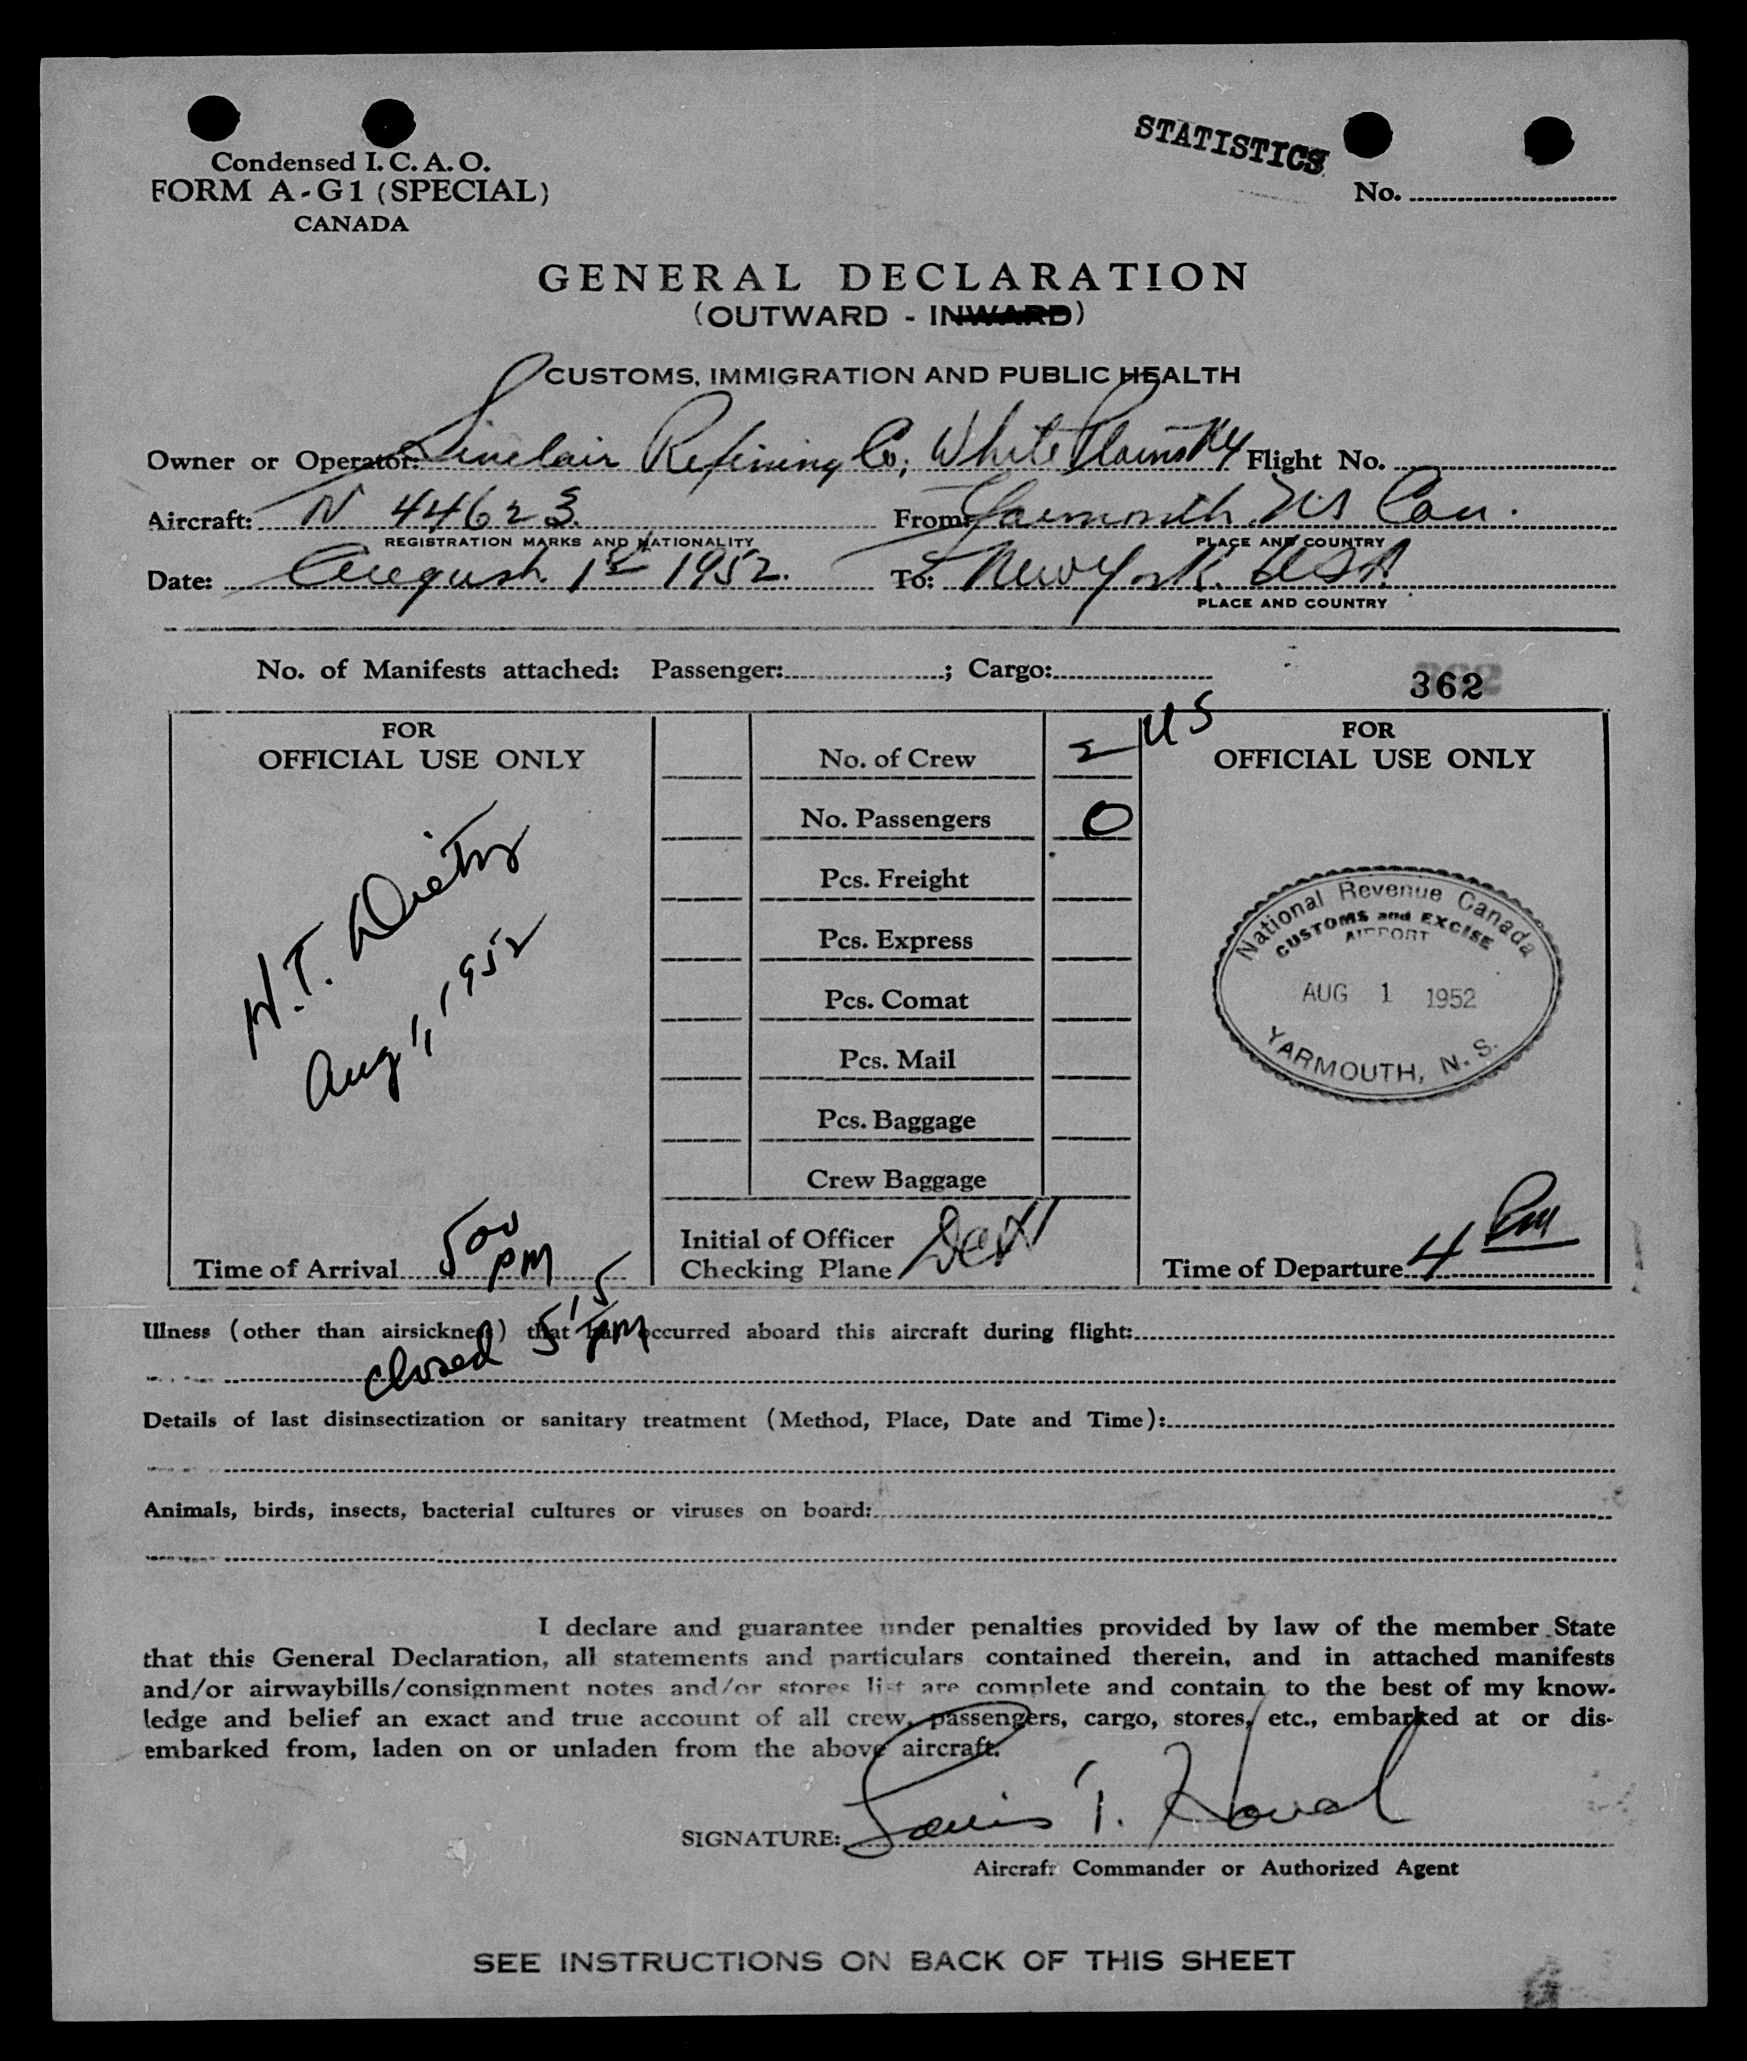 STATISTICS
Condensed I. C. A. O.
FORM A-G1 (SPECIAL)
CANADA
No.
GENERAL DECLARATION
(OUTWARD - INWARD)
CUSTOMS, IMMIGRATION AND PUBLIC HEALTH
Owner or Operator: Sinclair Refining Co, White Plains NY Flight No.
Aircraft: N 44623 From: Yarmouth NS Can.
REGISTRATION MARKS AND NATIONALITY PLACE AND COUNTRY
Date: August 1st 1952. To: New York. USA
PLACE AND COUNTRY
No. of Manifests attached: Passenger: ; Cargo:
362
FOR
OFFICIAL USE ONLY
H.T.
Aug 1, 1952
Time of Arrival 5 00 PM
closed 5 15 PM
No. of Crew 2 US
No. Passengers 0
Pcs. Freight
Pcs. Express
Pcs. Comat
Pcs. Mail
Pcs. Baggage
Crew Baggage
Initial of Officer
Checking Plane
FOR
OFFICIAL USE ONLY
National Revenue Canada
CUSTOMS and EXCISE
AIRPORT
AUG 1 1952
YARMOUTH, N. S.
Time of Departure 4 Pm
Illness (other than airsickness) that has occurred aboard this aircraft during flight:
Details of last disinsectization or sanitary treatment (Method, Place, Date and Time):
Animals, birds, insects, bacterial cultures or viruses on board:
I declare and guarantee under penalties provided by law of the member State
that this General Declaration, all statements and particulars contained therein, and in attached manifests
and/or airwaybills/consignment notes and/or stores list are complete and contain to the best of my know-
ledge and belief an exact and true account of all crew, passengers, cargo, stores, etc., embarked at or dis-
embarked from, laden on or unladen from the above aircraft.
SIGNATURE: Louis T.
Aircraft Commander or Authorized Agent
SEE INSTRUCTIONS ON BACK OF THIS SHEET